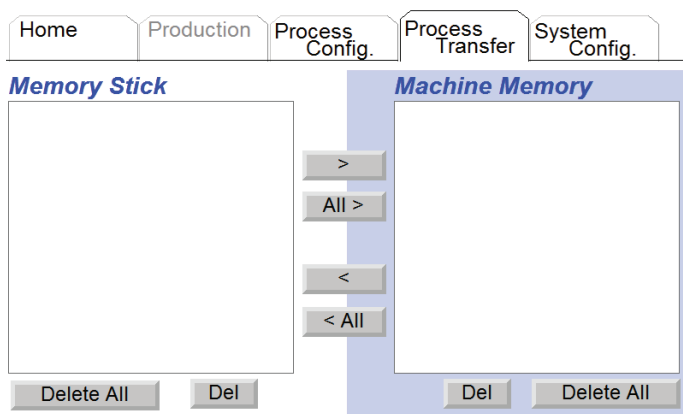 Home
Production
Process
Config.
Process
Transfer
System
Config.
Memory Stick
Machine Memory
>
All >
<
< All
Delete All
Del
Del
Delete All